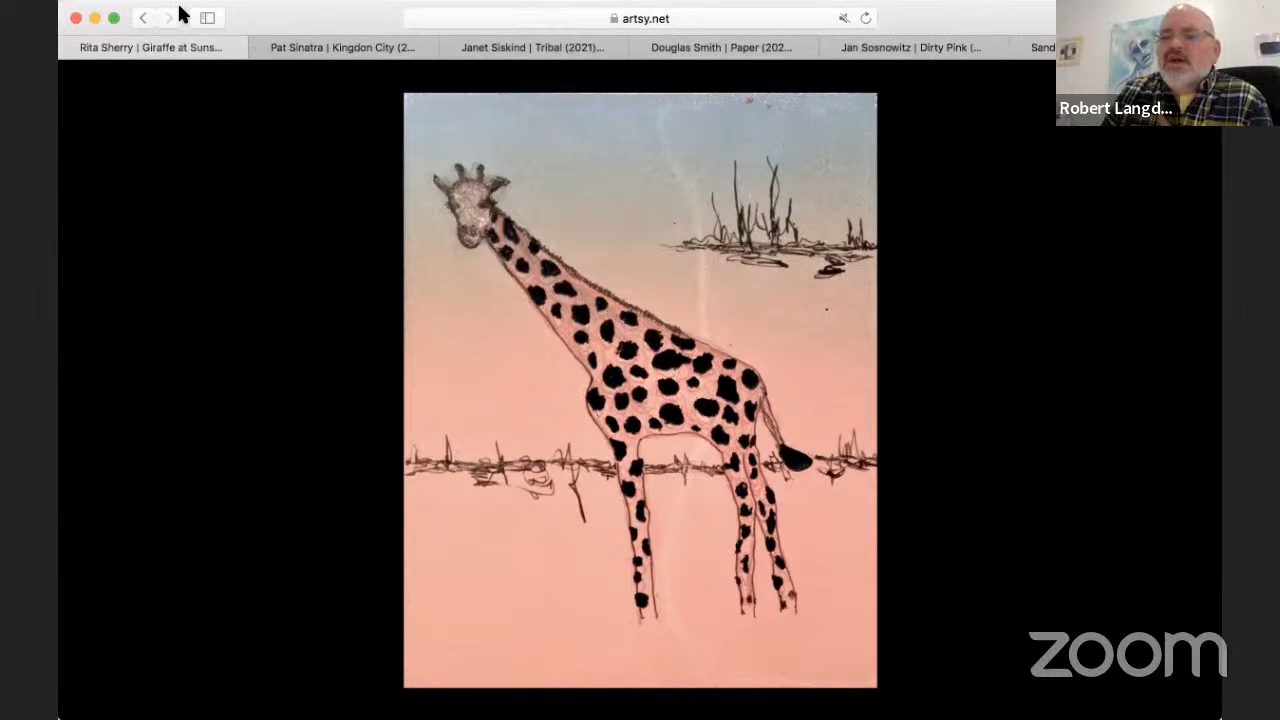 artsy.net
Rita Sherry | Giraffe at Suns...
Pat Sinatra | Kingdon City (2...
Janet Siskind | Tribal (2021)...
Douglas Smith | Paper (202...
Jan Sosnowitz | Dirty Pink (...
Sand
Robert Langd...
zoom